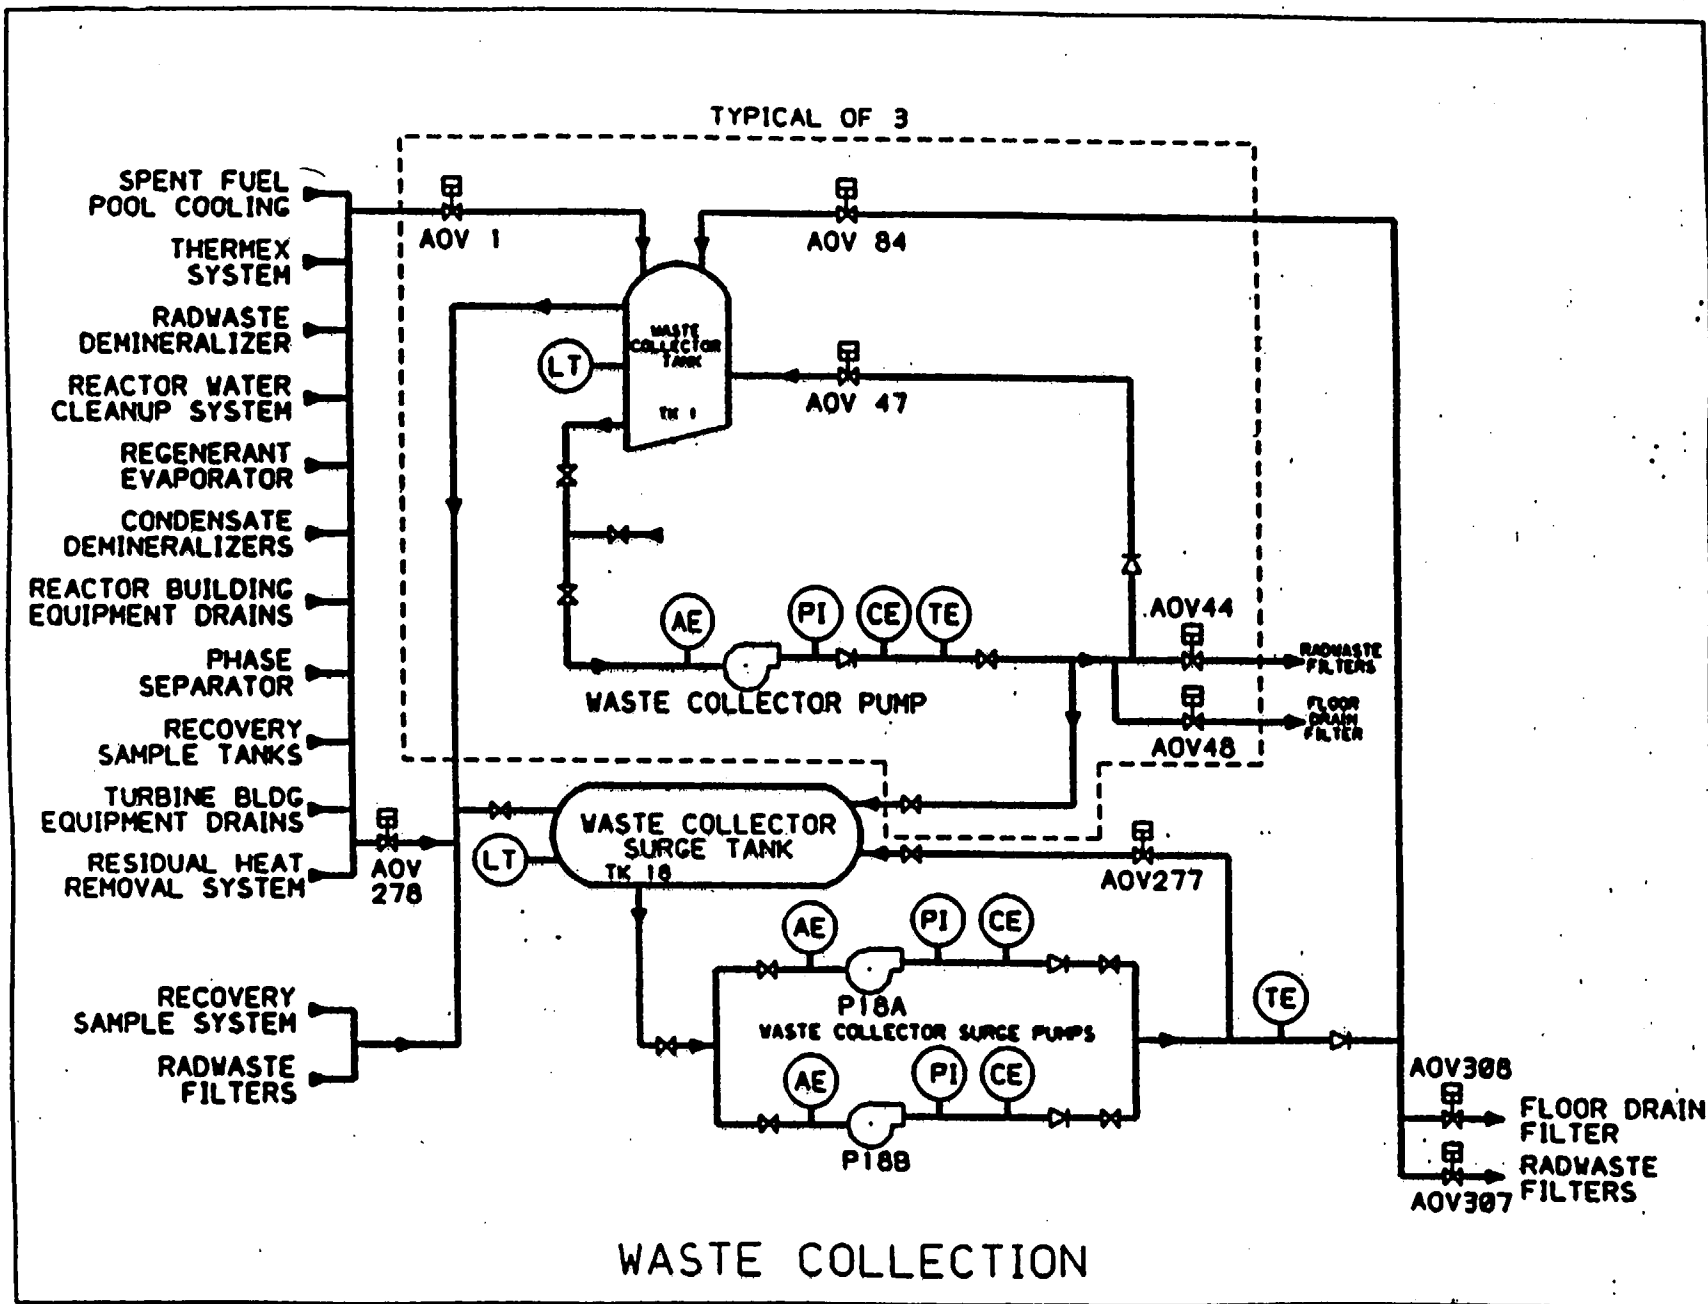 TYPICAL OF 3
SPENT FUEL
POOL COOLING
THERMEX
SYSTEM
RADWASTE
DEMINERALIZER
REACTOR WATER
CLEANUP SYSTEM
REGENERANT
EVAPORATOR
CONDENSATE
DEMINERALIZERS
REACTOR BUILDING
EQUIPMENT DRAINS
PHASE
SEPARATOR
RECOVERY
SAMPLE TANKS
TURBINE BLDG
EQUIPMENT DRAINS
RESIDUAL HEAT
REMOVAL SYSTEM
RECOVERY
SAMPLE SYSTEM
RADWASTE
FILTERS
AOV 1
AOV 84
WASTE
COLLECTOR
TANK
TK 1
LT
AOV 47
AE
PI
CE
TE
WASTE COLLECTOR PUMP
AOV44
RADWASTE
FILTERS
AOV48
FLOOR
DRAIN
FILTER
AOV
278
WASTE COLLECTOR
SURGE TANK
TK 18
LT
AOV277
AE
PI
CE
P18A
WASTE COLLECTOR SURGE PUMPS
AE
PI
CE
P18B
TE
AOV308
FLOOR DRAIN
FILTER
AOV307
RADWASTE
FILTERS
WASTE COLLECTION